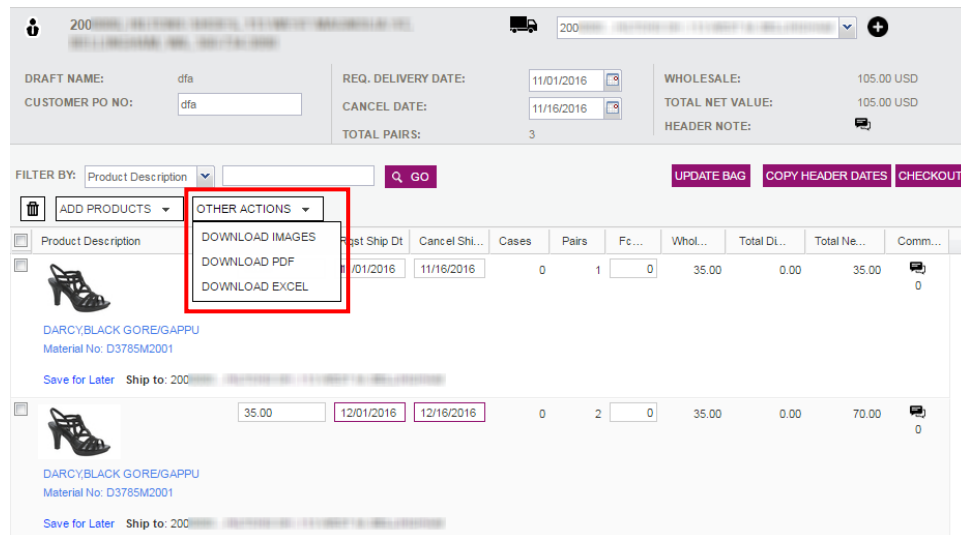 200
200
DRAFT NAME: dfa
CUSTOMER PO NO: dfa
REQ. DELIVERY DATE: 11/01/2016
CANCEL DATE: 11/16/2016
TOTAL PAIRS: 3
WHOLESALE: 105.00 USD
TOTAL NET VALUE: 105.00 USD
HEADER NOTE:
FILTER BY: Product Description GO UPDATE BAG COPY HEADER DATES CHECKOUT
ADD PRODUCTS OTHER ACTIONS
DOWNLOAD IMAGES
DOWNLOAD PDF
DOWNLOAD EXCEL
Product Description Rqst Ship Dt Cancel Shi... Cases Pairs Fc... Whol... Total Di... Total Ne... Comm...
/01/2016 11/16/2016 0 1 0 35.00 0.00 35.00
0
DARCY,BLACK GORE/GAPPU
Material No: D3785M2001
Save for Later Ship to: 200
35.00 12/01/2016 12/16/2016 0 2 0 35.00 0.00 70.00
0
DARCY,BLACK GORE/GAPPU
Material No: D3785M2001
Save for Later Ship to: 200